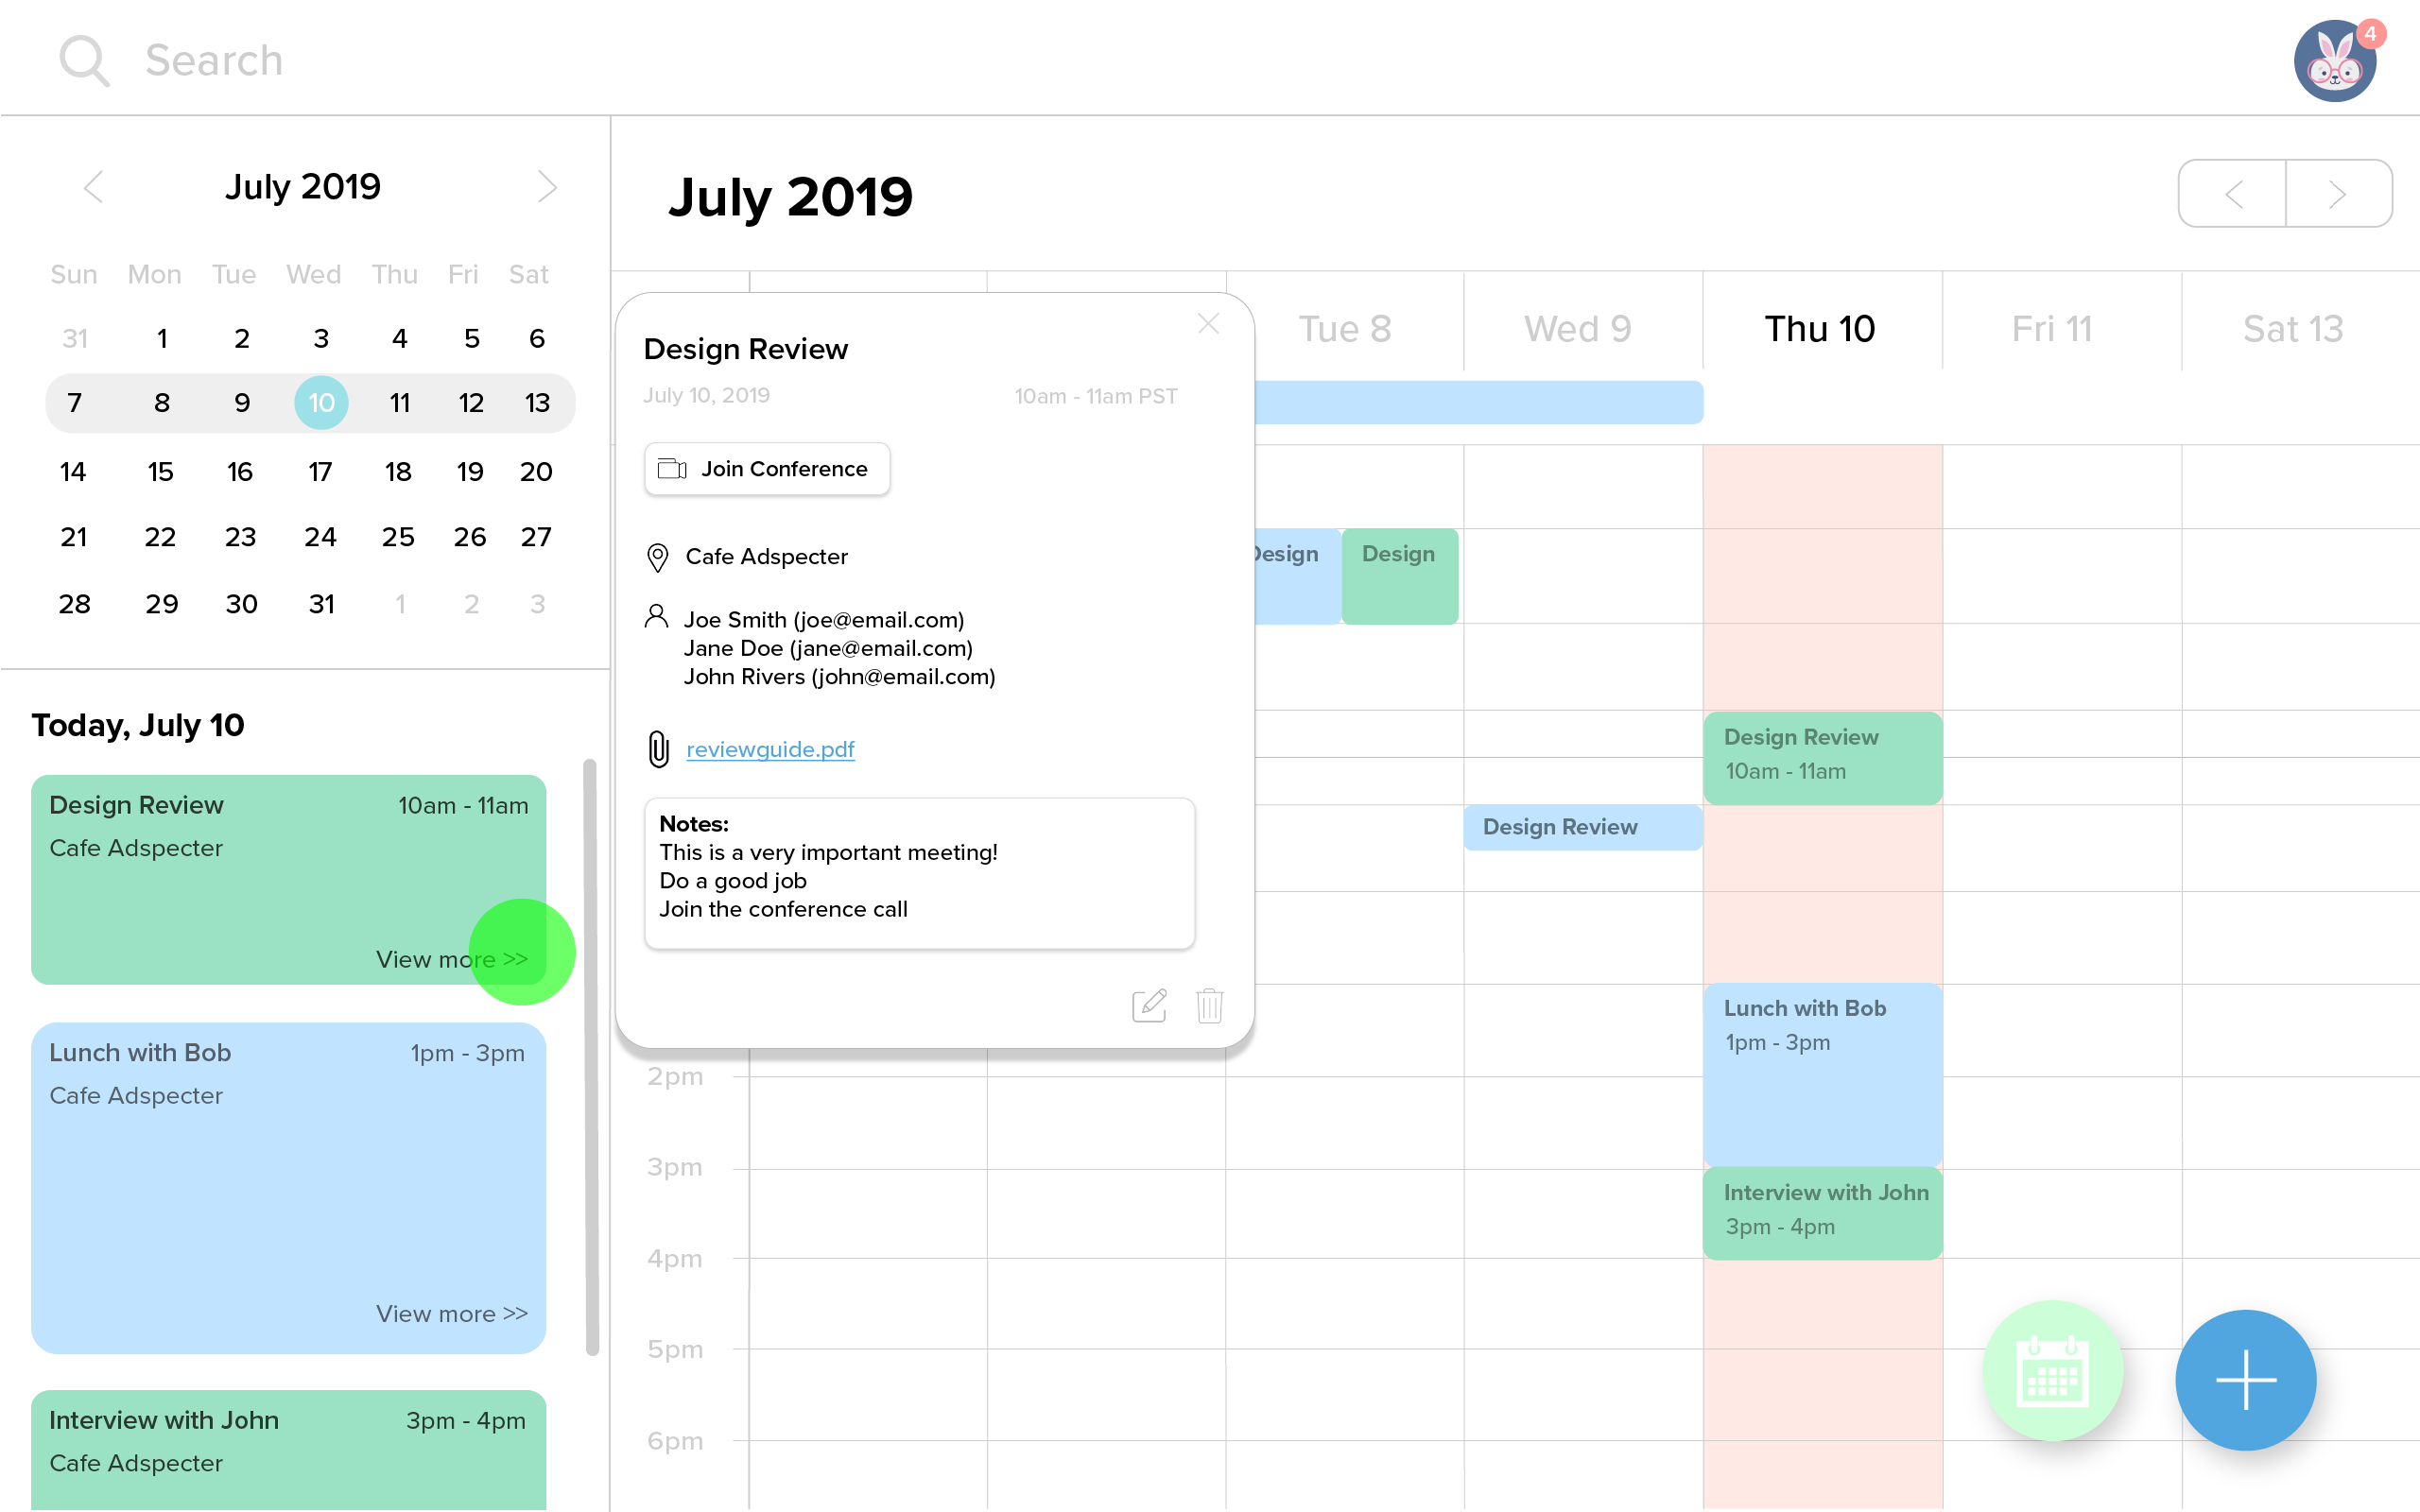 Search
4
July 2019
Sun Mon Tue Wed Thu Fri Sat
31 1 2 3 4 5 6
7 8 9 10 11 12 13
14 15 16 17 18 19 20
21 22 23 24 25 26 27
28 29 30 31 1 2 3
Today, July 10
Design Review 10am - 11am
Cafe Adspecter
View more >>
Lunch with Bob 1pm - 3pm
Cafe Adspecter
View more >>
Interview with John 3pm - 4pm
Cafe Adspecter
July 2019
Tue 8 Wed 9 Thu 10 Fri 11 Sat 13
Design Review
July 10, 2019 10am - 11am PST
Join Conference
Cafe Adspecter
Joe Smith (joe@email.com)
Jane Doe (jane@email.com)
John Rivers (john@email.com)
reviewguide.pdf
Notes:
This is a very important meeting!
Do a good job
Join the conference call
Design Design
Design Review
10am - 11am
Design Review
Lunch with Bob
1pm - 3pm
Interview with John
3pm - 4pm
2pm
3pm
4pm
5pm
6pm